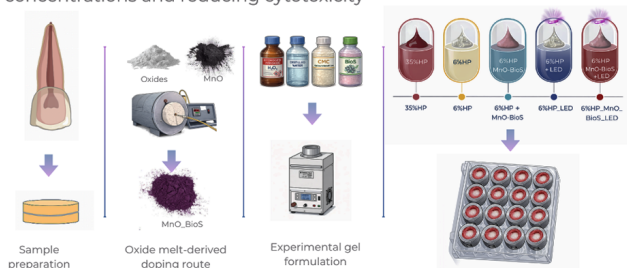 concentrations and reducing cytotoxicity
Oxides
MnO
MnO_BioS
Sample
preparation
Oxide melt-derived
doping route
CMC
BioS
Experimental gel
formulation
35%HP
6%HP
6%HP
MnO-BioS
6%HP
+ LED
6%HP
MnO-BioS
+LED
35%HP
6%HP
6%HP +
MnO-BioS
6%HP_LED
6%HP_MnO_
BioS_LED